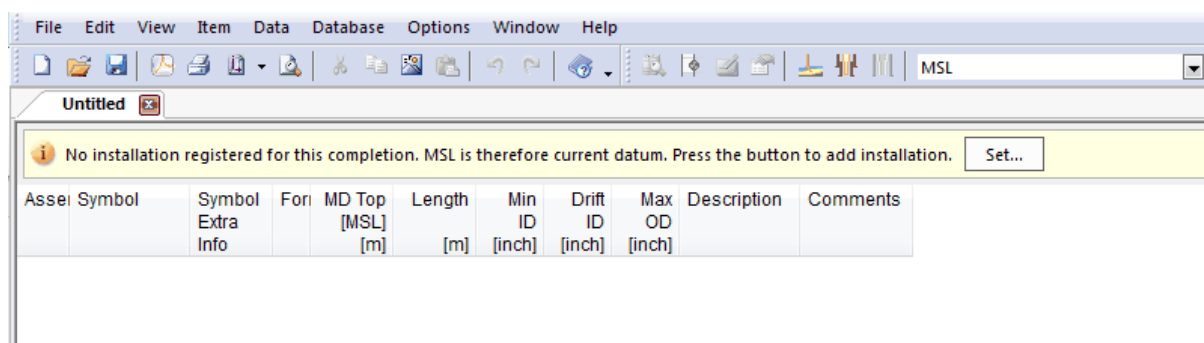 File Edit View Item Data Database Options Window Help
MSL
Untitled
No installation registered for this completion. MSL is therefore current datum. Press the button to add installation. Set...
Asse Symbol Symbol For MD Top Length Min Drift Max Description Comments
Extra [MSL] ID ID OD
Info [m] [m] [inch] [inch] [inch]